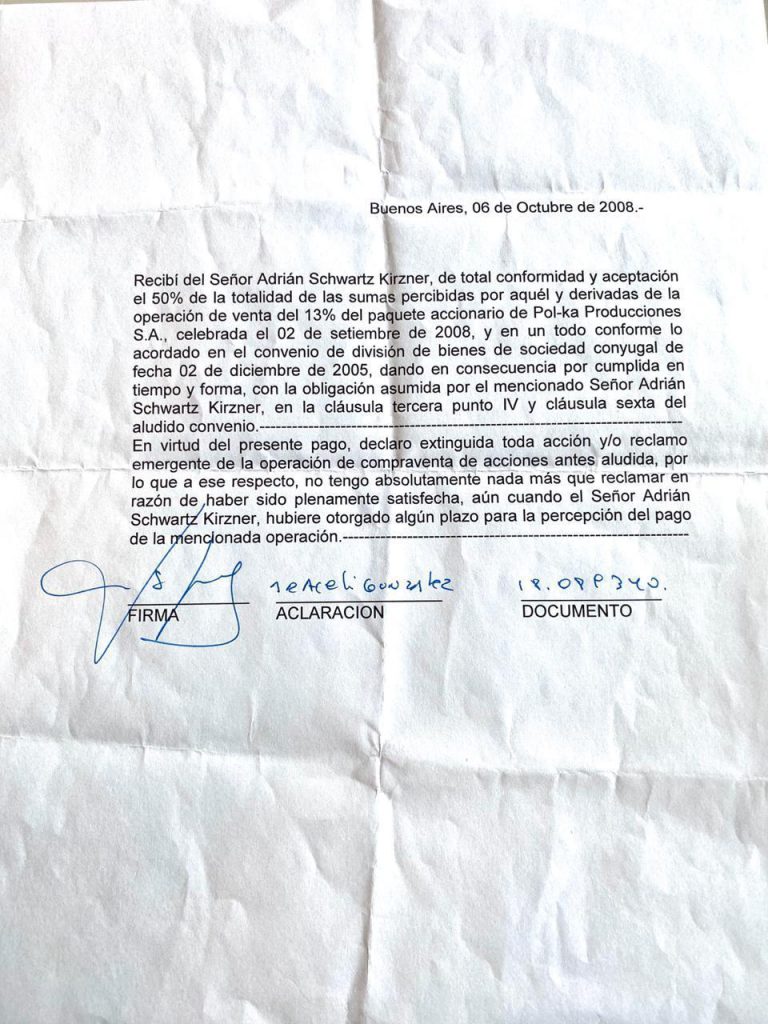 Buenos Aires, 06 de Octubre de 2008.-
Recibí del Señor Adrián Schwartz Kirzner, de total conformidad y aceptación
el 50% de la totalidad de las sumas percibidas por aquél y derivadas de la
operación de venta del 13% del paquete accionario de Pol-ka Producciones
S.A., celebrada el 02 de setiembre de 2008, y en un todo conforme lo
acordado en el convenio de división de bienes de sociedad conyugal de
fecha 02 de diciembre de 2005, dando en consecuencia por cumplida en
tiempo y forma, con la obligación asumida por el mencionado Señor Adrián
Schwartz Kirzner, en la cláusula tercera punto IV y cláusula sexta del
aludido convenio.------------------------------------------------------------
En virtud del presente pago, declaro extinguida toda acción y/o reclamo
emergente de la operación de compraventa de acciones antes aludida, por
lo que a ese respecto, no tengo absolutamente nada más que reclamar en
razón de haber sido plenamente satisfecha, aún cuando el Señor Adrián
Schwartz Kirzner, hubiere otorgado algún plazo para la percepción del pago
de la mencionada operación.--------------------------------------------------
Gonzalez
FIRMA ACLARACION DOCUMENTO